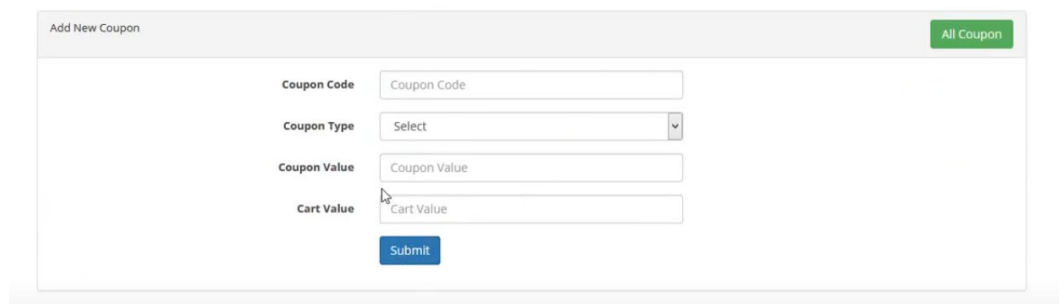 Add New Coupon
All Coupon
Coupon Code
Coupon Code
Coupon Type
Select
Coupon Value
Coupon Value
Cart Value
Cart Value
Submit